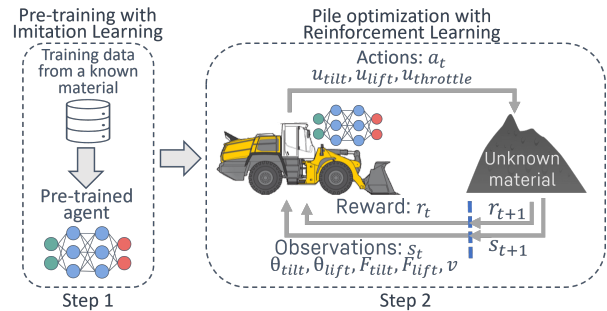 Pre-training with
Imitation Learning
Training data
from a known
material
Pre-trained
agent
Step 1
Pile optimization with
Reinforcement Learning
Actions: a_t
u_tilt, u_lift, u_throttle
Unknown
material
Reward: r_t
r_{t+1}
Observations: s_t
s_{t+1}
θ_tilt, θ_lift, F_tilt, F_lift, v
Step 2